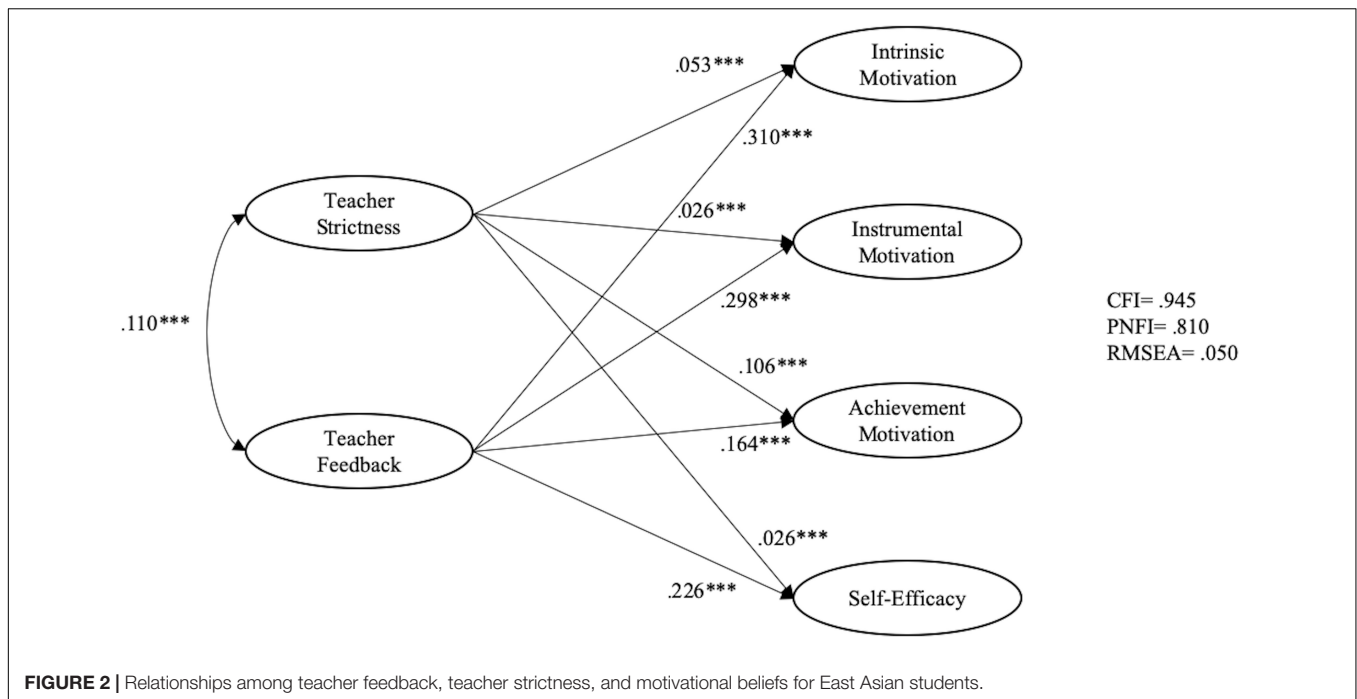 .053***
Intrinsic
Motivation
.310***
Teacher
Strictness
.026***
Instrumental
Motivation
.298***
CFI= .945
PNFI= .810
RMSEA= .050
.110***
.106***
Teacher
Feedback
Achievement
Motivation
.164***
.026***
.226***
Self-Efficacy
FIGURE 2 | Relationships among teacher feedback, teacher strictness, and motivational beliefs for East Asian students.